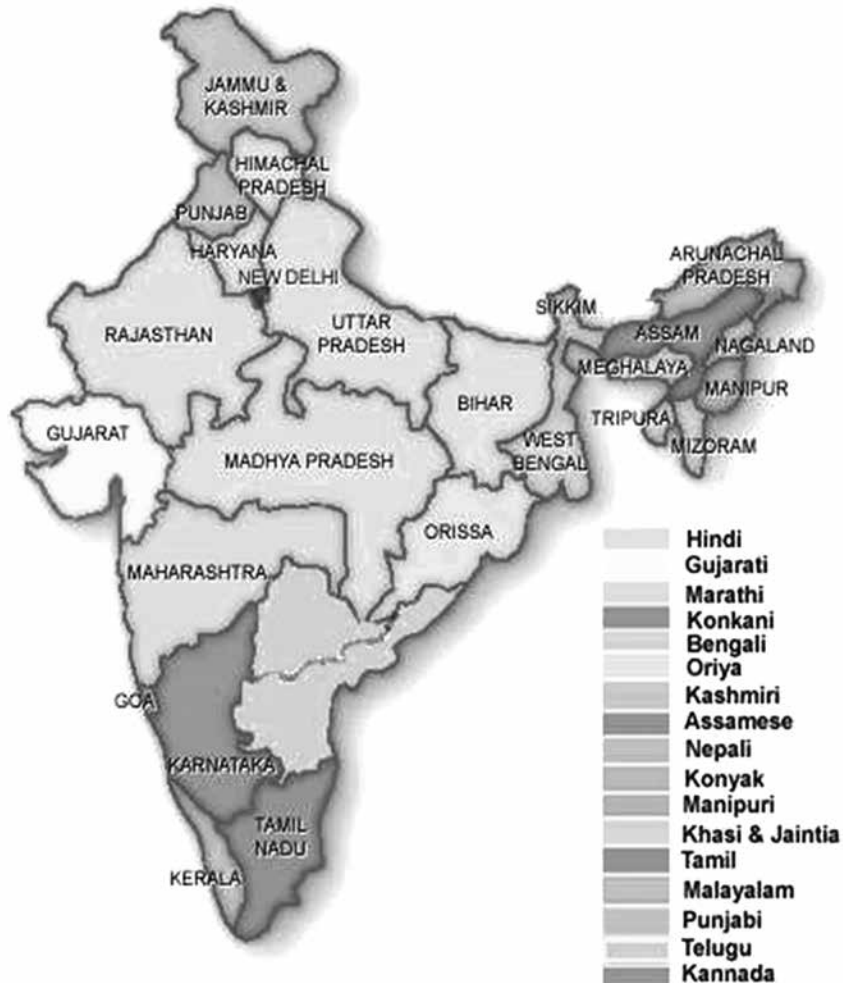 JAMMU &
KASHMIR
HIMACHAL
PRADESH
PUNJAB
HARYANA
NEW DELHI
RAJASTHAN
UTTAR
PRADESH
SIKKIM
ARUNACHAL
PRADESH
ASSAM
NAGALAND
MEGHALAYA
MANIPUR
TRIPURA
MIZORAM
BIHAR
WEST
BENGAL
GUJARAT
MADHYA PRADESH
ORISSA
MAHARASHTRA
GOA
KARNATAKA
TAMIL
NADU
KERALA
Hindi
Gujarati
Marathi
Konkani
Bengali
Oriya
Kashmiri
Assamese
Nepali
Konyak
Manipuri
Khasi & Jaintia
Tamil
Malayalam
Punjabi
Telugu
Kannada